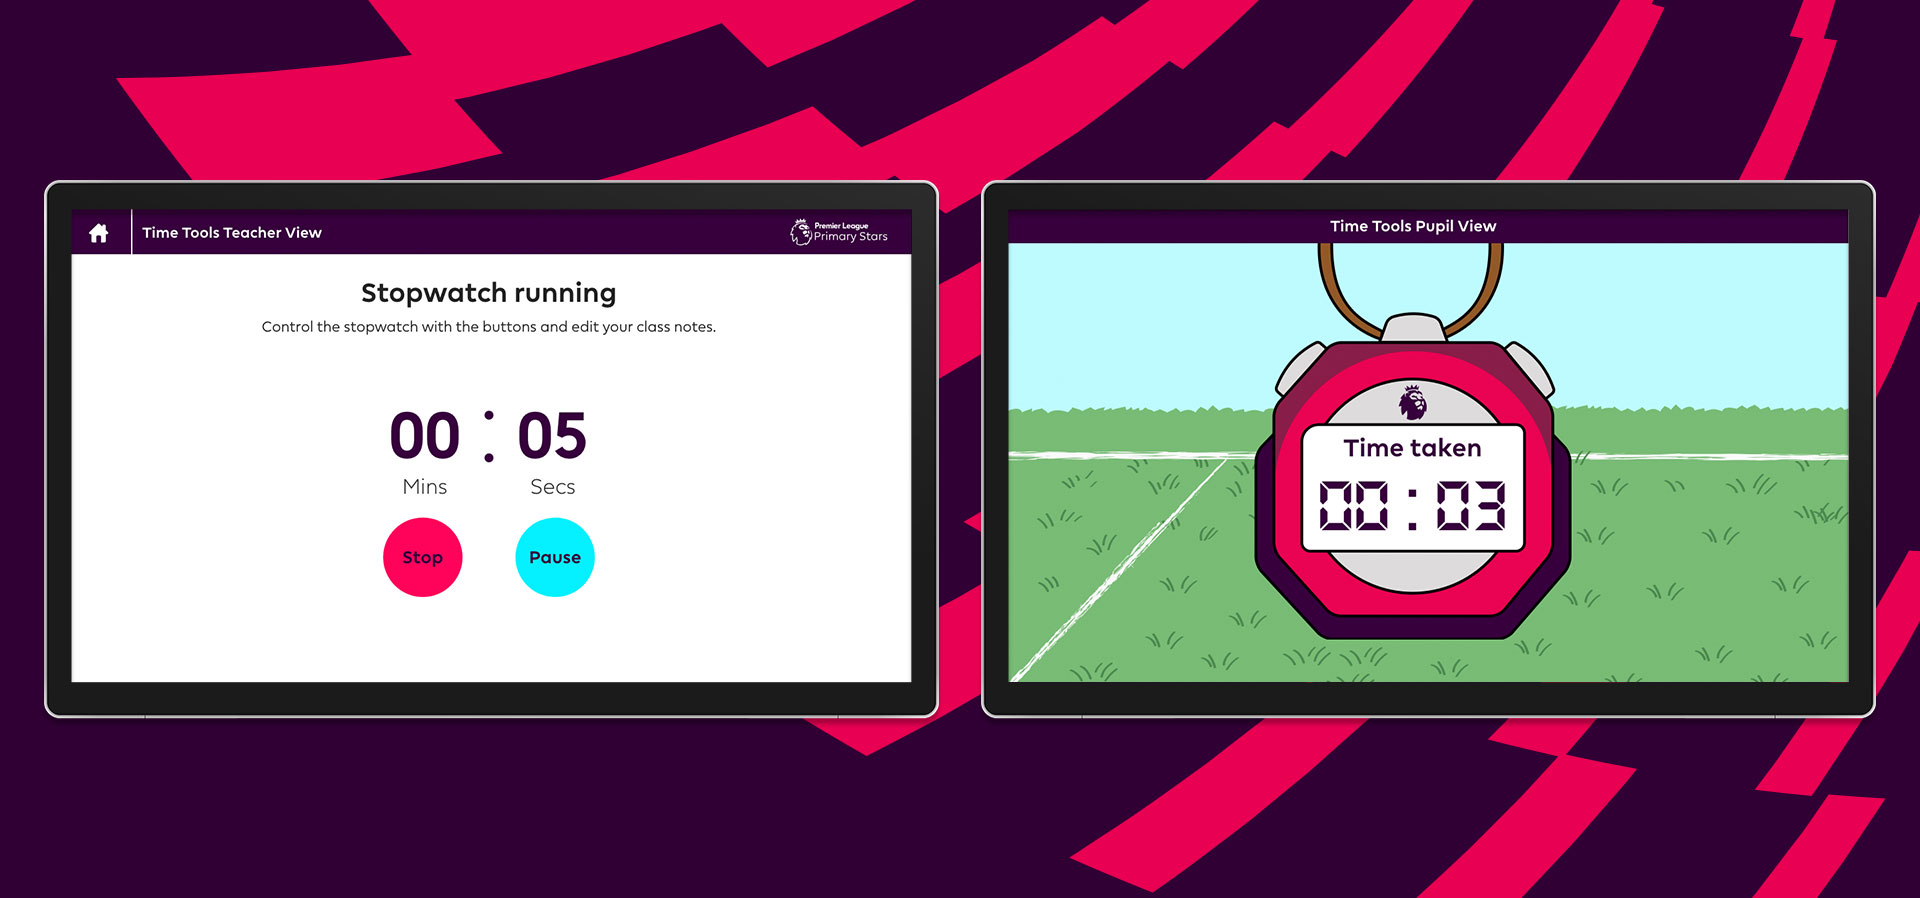 Time Tools Teacher View
Premier League
Primary Stars
Stopwatch running
Control the stopwatch with the buttons and edit your class notes.
00 : 05
Mins Secs
Stop Pause
Time Tools Pupil View
Time taken
00:03